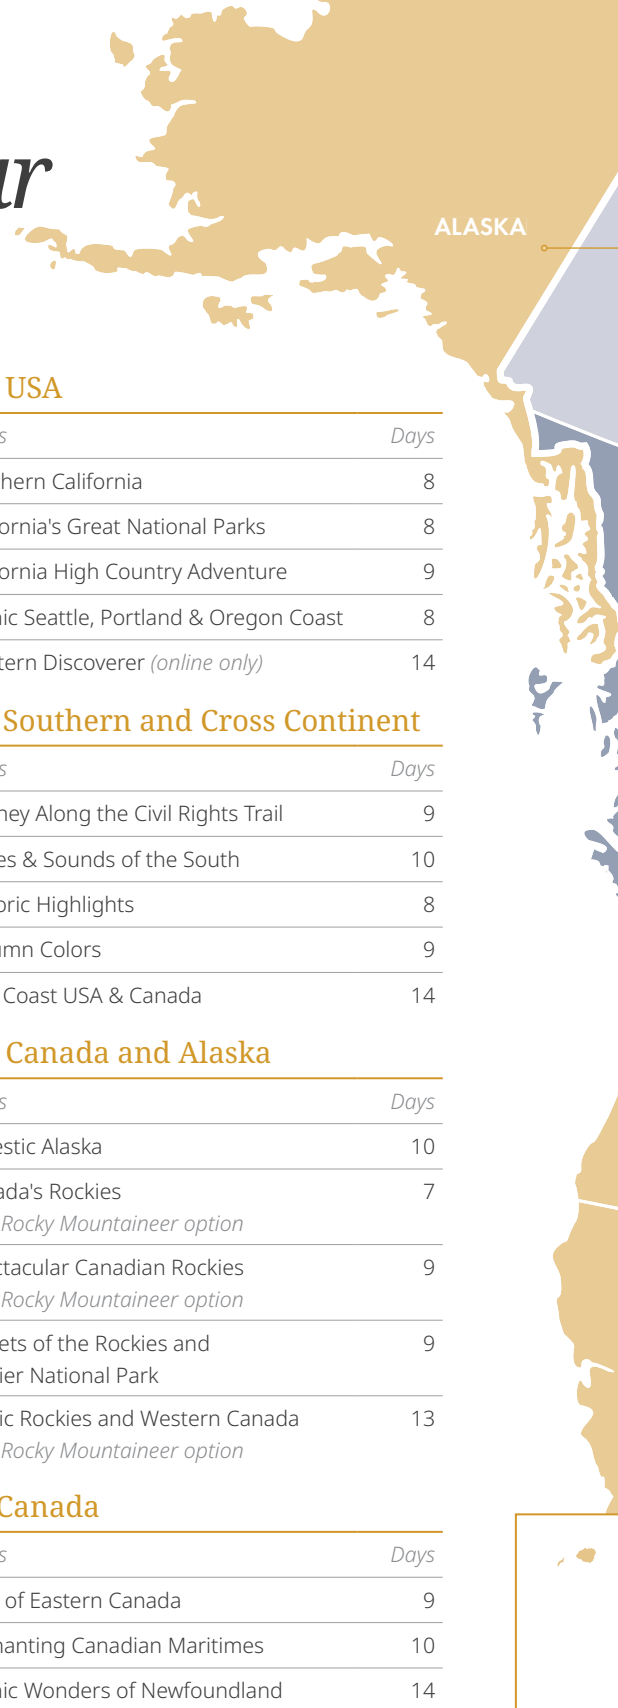 ur
ALASKA
USA
s Days
hern California 8
ornia's Great National Parks 8
ornia High Country Adventure 9
nic Seattle, Portland & Oregon Coast 8
tern Discoverer (online only) 14
Southern and Cross Continent
s Days
ney Along the Civil Rights Trail 9
es & Sounds of the South 10
oric Highlights 8
umn Colors 9
Coast USA & Canada 14
Canada and Alaska
s Days
estic Alaska 10
ada's Rockies 7
Rocky Mountaineer option
ctacular Canadian Rockies 9
Rocky Mountaineer option
ets of the Rockies and 9
ier National Park
ic Rockies and Western Canada 13
Rocky Mountaineer option
Canada
s Days
of Eastern Canada 9
hanting Canadian Maritimes 10
nic Wonders of Newfoundland 14